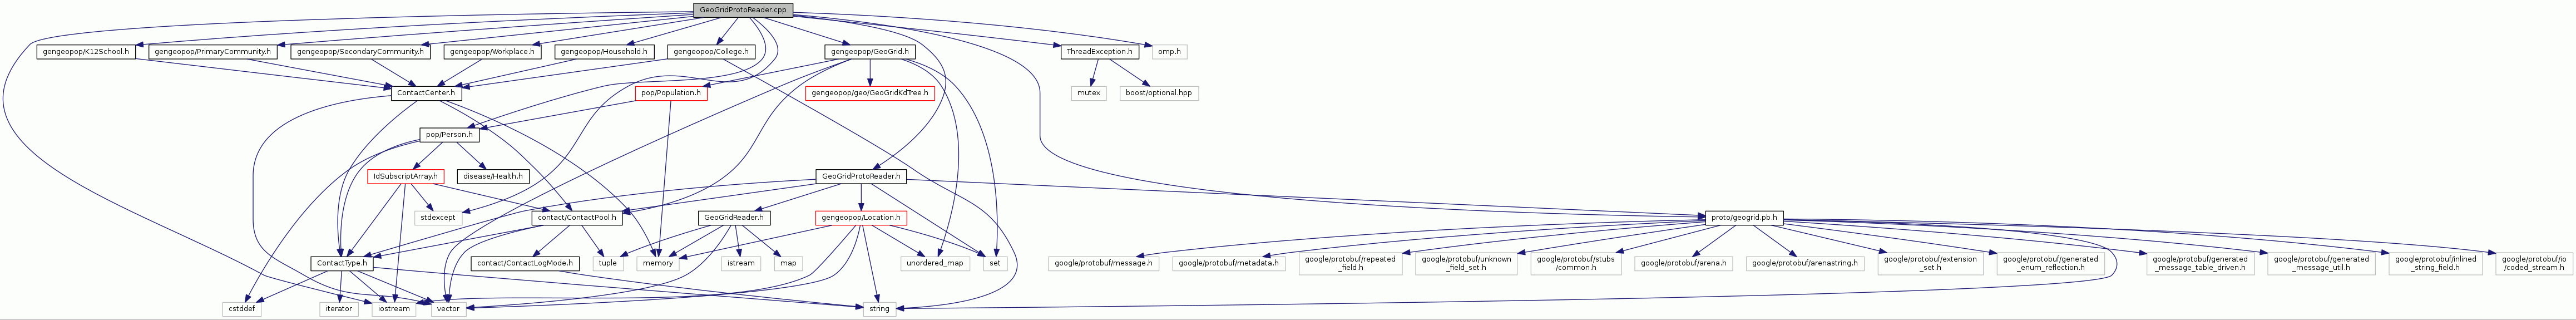 GeoGridProtoReader.cpp
gengeopop/K12School.h
gengeopop/PrimaryCommunity.h
gengeopop/SecondaryCommunity.h
gengeopop/Workplace.h
gengeopop/Household.h
gengeopop/College.h
gengeopop/GeoGrid.h
ThreadException.h
omp.h
ContactCenter.h
pop/Population.h
gengeopop/geo/GeoGridKdTree.h
mutex
boost/optional.hpp
pop/Person.h
IdSubscriptArray.h
disease/Health.h
GeoGridProtoReader.h
stdexcept
contact/ContactPool.h
GeoGridReader.h
gengeopop/Location.h
proto/geogrid.pb.h
ContactType.h
contact/ContactLogMode.h
tuple
memory
istream
map
unordered_map
set
google/protobuf/message.h
google/protobuf/metadata.h
google/protobuf/repeated
_field.h
google/protobuf/unknown
_field_set.h
google/protobuf/stubs
/common.h
google/protobuf/arena.h
google/protobuf/arenastring.h
google/protobuf/extension
_set.h
google/protobuf/generated
_enum_reflection.h
google/protobuf/generated
_message_table_driven.h
google/protobuf/generated
_message_util.h
google/protobuf/inlined
_string_field.h
google/protobuf/io
/coded_stream.h
cstddef
iterator
iostream
vector
string